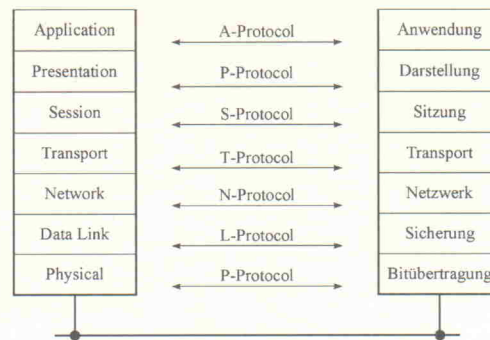 Application A-Protocol Anwendung
Presentation P-Protocol Darstellung
Session S-Protocol Sitzung
Transport T-Protocol Transport
Network N-Protocol Netzwerk
Data Link L-Protocol Sicherung
Physical P-Protocol Bitübertragung